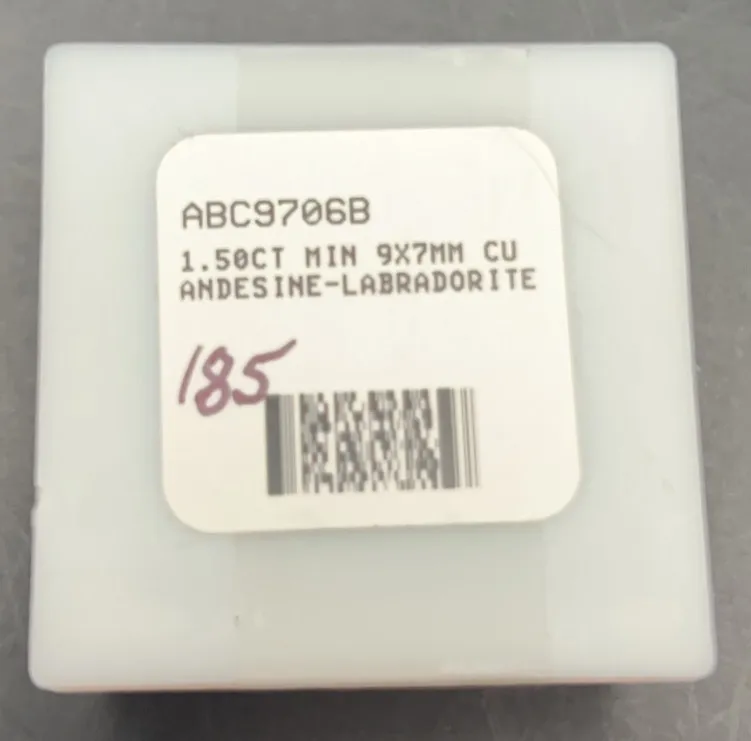 ABC9706B
1.50CT MIN 9X7MM CU
ANDESINE-LABRADORITE
185